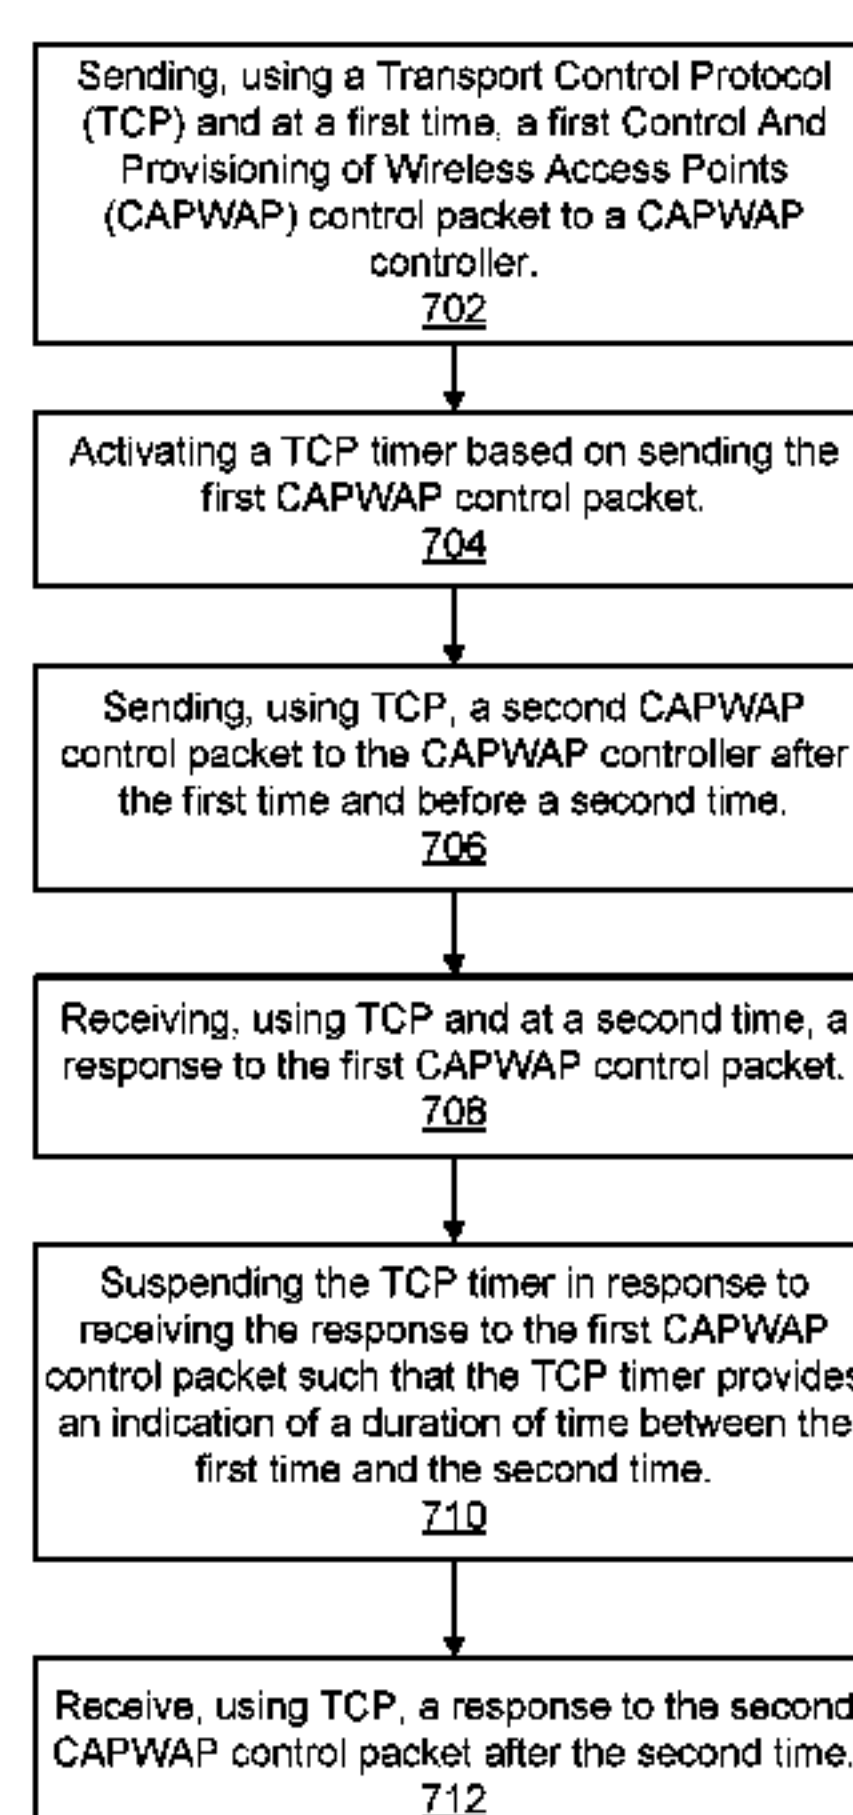 Sending, using a Transport Control Protocol
(TCP) and at a first time, a first Control And
Provisioning of Wireless Access Points
(CAPWAP) control packet to a CAPWAP
controller.
702
Activating a TCP timer based on sending the
first CAPWAP control packet.
704
Sending, using TCP, a second CAPWAP
control packet to the CAPWAP controller after
the first time and before a second time.
706
Receiving, using TCP and at a second time, a
response to the first CAPWAP control packet.
708
Suspending the TCP timer in response to
receiving the response to the first CAPWAP
control packet such that the TCP timer provides
an indication of a duration of time between the
first time and the second time.
710
Receive, using TCP, a response to the second
CAPWAP control packet after the second time.
712